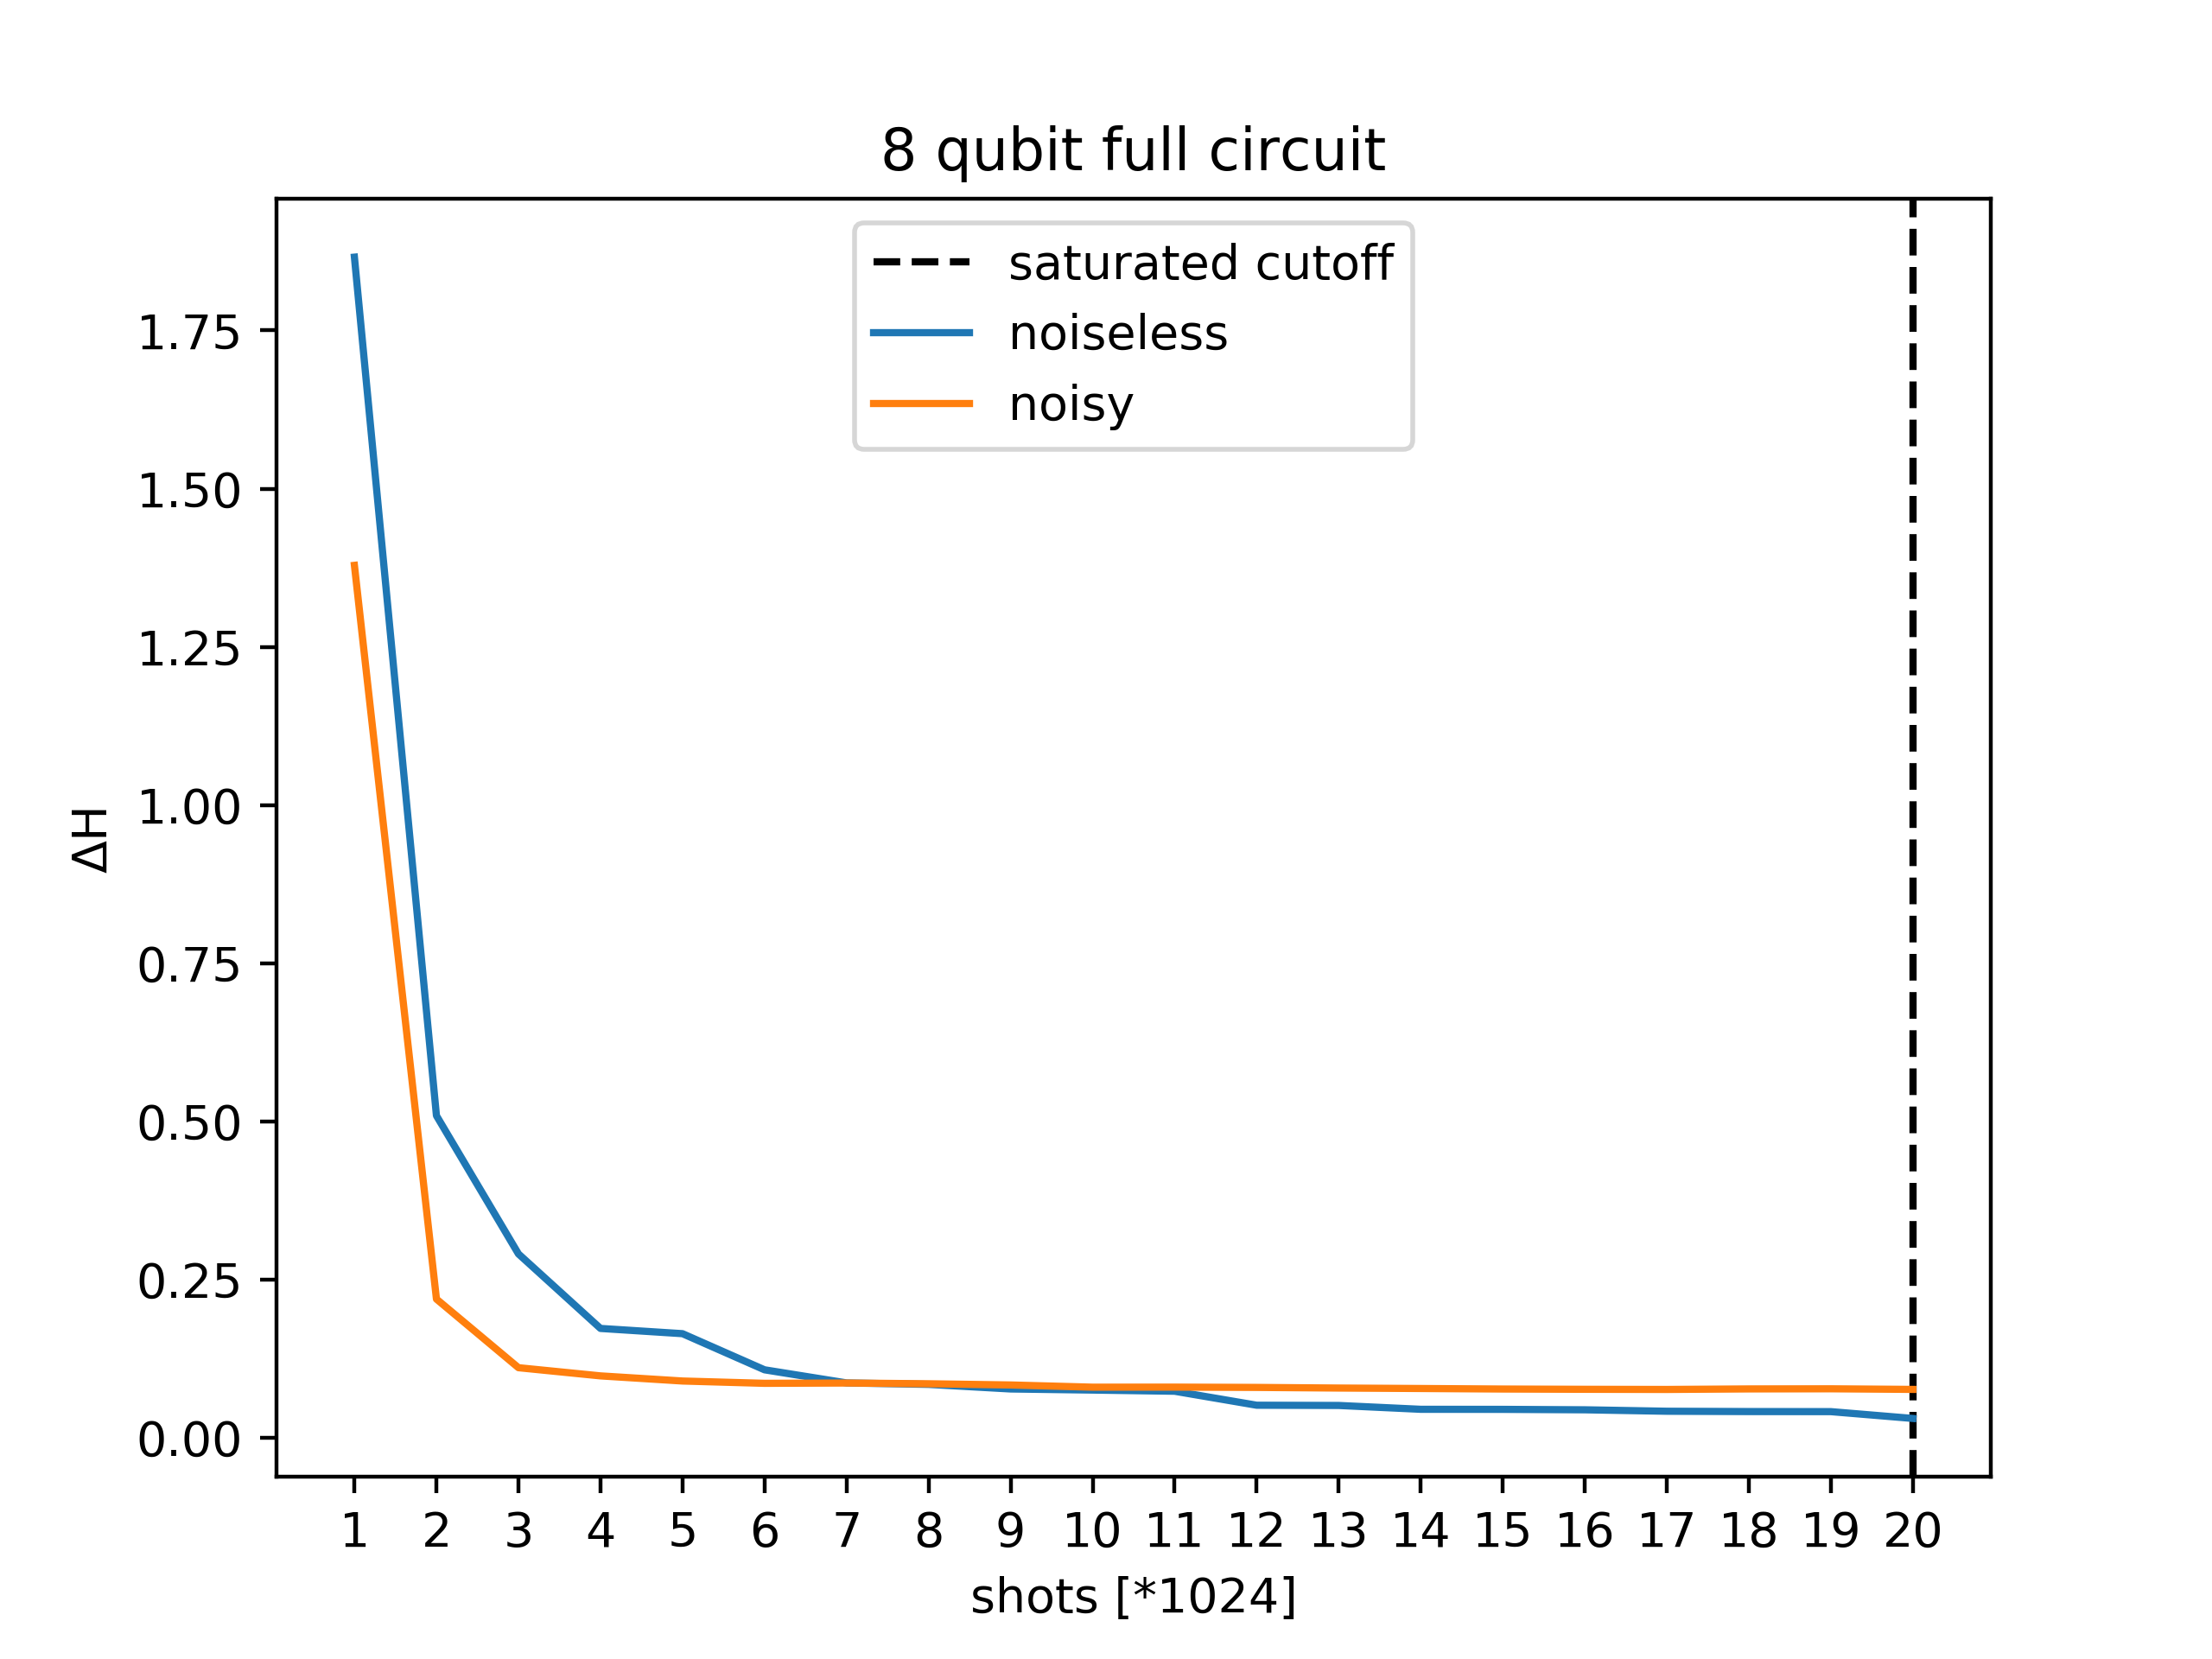 8 qubit full circuit
saturated cutoff
noiseless
noisy
1.75
1.50
1.25
1.00
0.75
0.50
0.25
0.00
ΔH
1 2 3 4 5 6 7 8 9 10 11 12 13 14 15 16 17 18 19 20
shots [*1024]